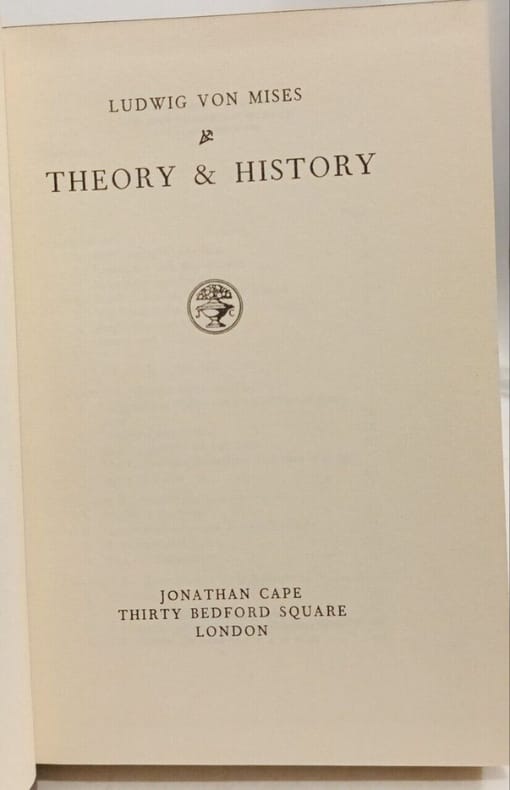 LUDWIG VON MISES
THEORY & HISTORY
J C
JONATHAN CAPE
THIRTY BEDFORD SQUARE
LONDON